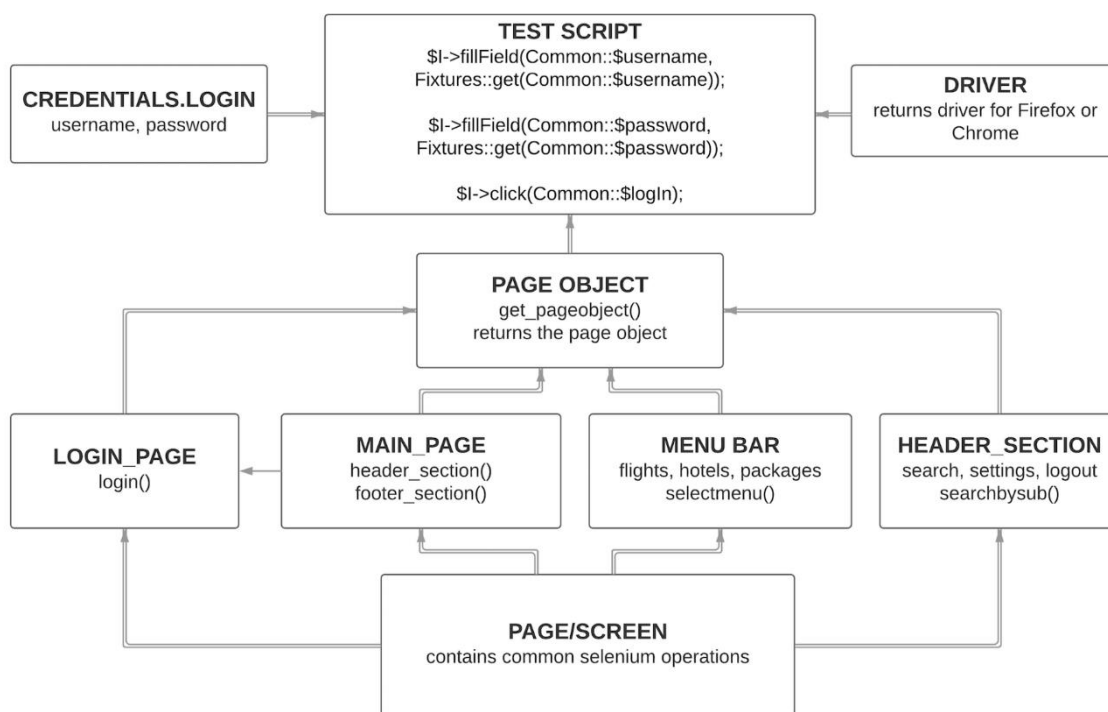 TEST SCRIPT
$I->fillField(Common::$username,
Fixtures::get(Common::$username));
$I->fillField(Common::$password,
Fixtures::get(Common::$password));
$I->click(Common::$logIn);
CREDENTIALS.LOGIN
username, password
DRIVER
returns driver for Firefox or
Chrome
PAGE OBJECT
get_pageobject()
returns the page object
LOGIN_PAGE
login()
MAIN_PAGE
header_section()
footer_section()
MENU BAR
flights, hotels, packages
selectmenu()
HEADER_SECTION
search, settings, logout
searchbysub()
PAGE/SCREEN
contains common selenium operations